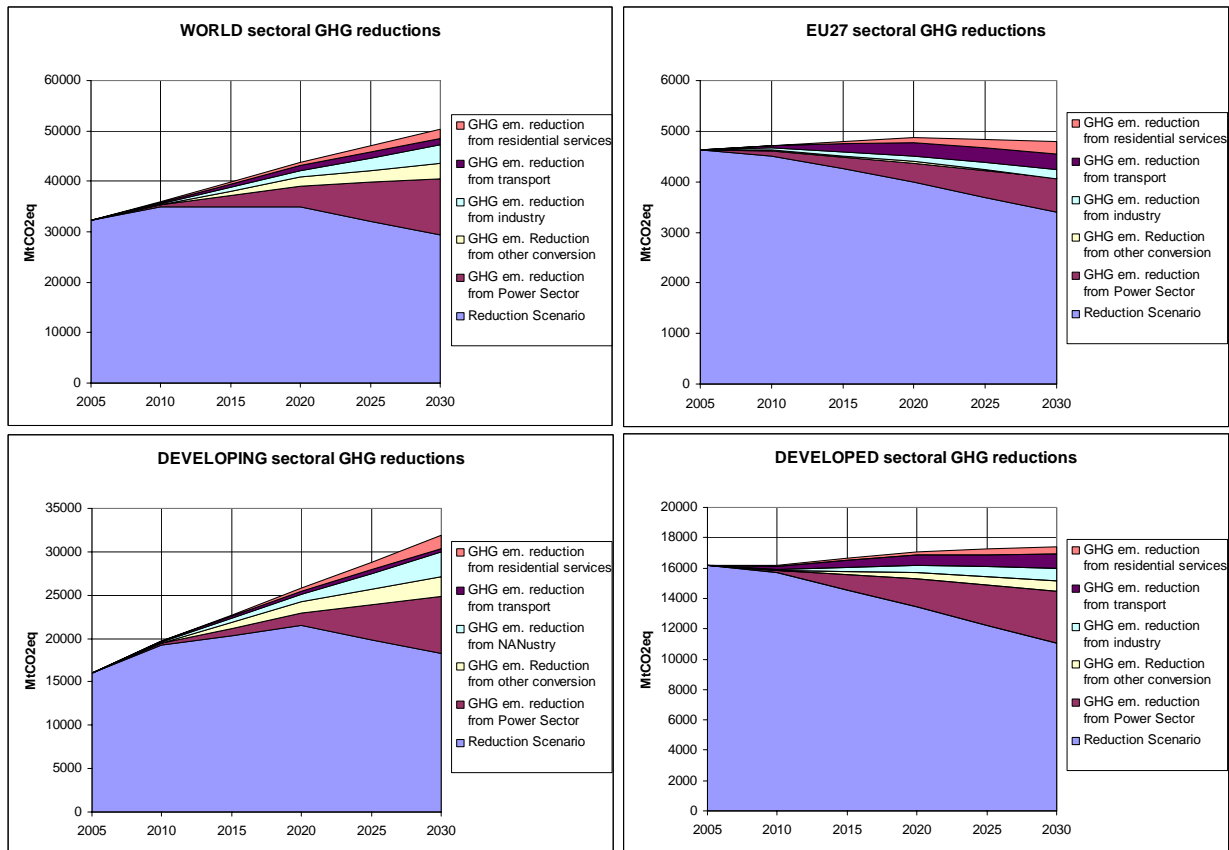 WORLD sectoral GHG reductions
MtCO2eq
60000
50000
40000
30000
20000
10000
0
2005 2010 2015 2020 2025 2030
GHG em. reduction
from residential services
GHG em. reduction
from transport
GHG em. reduction
from industry
GHG em. Reduction
from other conversion
GHG em. reduction
from Power Sector
Reduction Scenario
EU27 sectoral GHG reductions
6000
5000
4000
3000
2000
1000
0
2005 2010 2015 2020 2025 2030
GHG em. reduction
from residential services
GHG em. reduction
from transport
GHG em. reduction
from industry
GHG em. Reduction
from other conversion
GHG em. reduction
from Power Sector
Reduction Scenario
DEVELOPING sectoral GHG reductions
MtCO2eq
35000
30000
25000
20000
15000
10000
5000
0
2005 2010 2015 2020 2025 2030
GHG em. reduction
from residential services
GHG em. reduction
from transport
GHG em. reduction
from NANustry
GHG em. Reduction
from other conversion
GHG em. reduction
from Power Sector
Reduction Scenario
DEVELOPED sectoral GHG reductions
MtCO2eq
20000
18000
16000
14000
12000
10000
8000
6000
4000
2000
0
2005 2010 2015 2020 2025 2030
GHG em. reduction
from residential services
GHG em. reduction
from transport
GHG em. reduction
from industry
GHG em. Reduction
from other conversion
GHG em. reduction
from Power Sector
Reduction Scenario